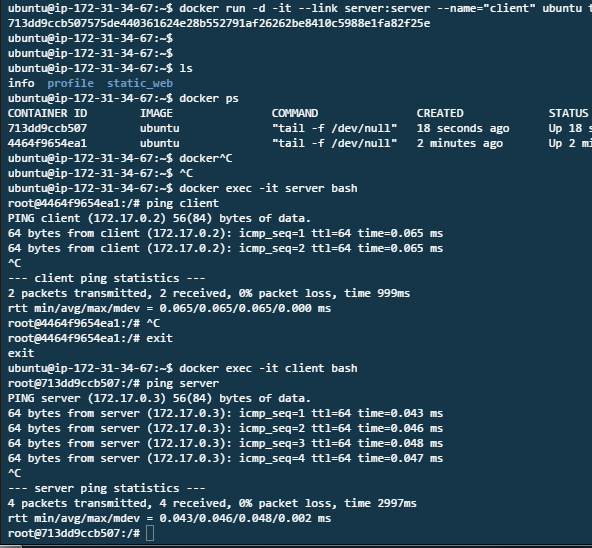 ubuntu@ip-172-31-34-67:~$ docker run -d -it --link server:server --name="client" ubuntu t
713dd9ccb507575de440361624e28b552791af26262be8410c5988e1fa82f25e
ubuntu@ip-172-31-34-67:~$
ubuntu@ip-172-31-34-67:~$
ubuntu@ip-172-31-34-67:~$ ls
info  profile  static_web
ubuntu@ip-172-31-34-67:~$ docker ps
CONTAINER ID        IMAGE               COMMAND             CREATED             STATUS
713dd9ccb507        ubuntu              "tail -f /dev/null"   18 seconds ago      Up 18 s
4464f9654ea1        ubuntu              "tail -f /dev/null"   2 minutes ago       Up 2 mi
ubuntu@ip-172-31-34-67:~$ docker^C
ubuntu@ip-172-31-34-67:~$ ^C
ubuntu@ip-172-31-34-67:~$ docker exec -it server bash
root@4464f9654ea1:/# ping client
PING client (172.17.0.2) 56(84) bytes of data.
64 bytes from client (172.17.0.2): icmp_seq=1 ttl=64 time=0.065 ms
64 bytes from client (172.17.0.2): icmp_seq=2 ttl=64 time=0.065 ms
^C
--- client ping statistics ---
2 packets transmitted, 2 received, 0% packet loss, time 999ms
rtt min/avg/max/mdev = 0.065/0.065/0.065/0.000 ms
root@4464f9654ea1:/# ^C
root@4464f9654ea1:/# exit
exit
ubuntu@ip-172-31-34-67:~$ docker exec -it client bash
root@713dd9ccb507:/# ping server
PING server (172.17.0.3) 56(84) bytes of data.
64 bytes from server (172.17.0.3): icmp_seq=1 ttl=64 time=0.043 ms
64 bytes from server (172.17.0.3): icmp_seq=2 ttl=64 time=0.046 ms
64 bytes from server (172.17.0.3): icmp_seq=3 ttl=64 time=0.048 ms
64 bytes from server (172.17.0.3): icmp_seq=4 ttl=64 time=0.047 ms
^C
--- server ping statistics ---
4 packets transmitted, 4 received, 0% packet loss, time 2997ms
rtt min/avg/max/mdev = 0.043/0.046/0.048/0.002 ms
root@713dd9ccb507:/#